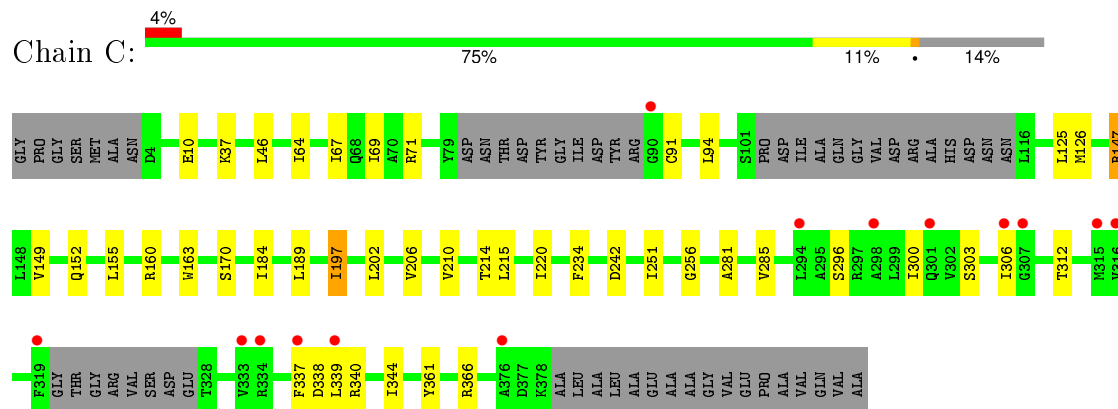 4%
Chain C:
75% 11% • 14%
GLY PRO GLY SER MET ALA ASN D4 E10 K37 L46 I64 I67 Q68 I69 A70 R71 Y79 ASP ASN THR ASP TYR GLY ILE ASP TYR ARG G90 C91 L94 S101 PRO ASP ILE ALA GLN GLY VAL ASP ARG ALA HIS ASP ASN ASN L116 L125 M126 R147
L148 V149 Q152 L155 R160 W163 S170 I184 L189 I197 L202 V206 V210 T214 L215 I220 F234 D242 I251 G256 A281 V285 L294 A295 S296 R297 A298 L299 I300 Q301 V302 S303 I306 G307 T312 M315 V316
F319 GLY THR GLY ARG VAL SER ASP GLU T328 V333 R334 F337 D338 L339 R340 I344 Y361 R366 A376 D377 K378 ALA LEU ALA LEU ALA GLU ALA ALA GLY VAL GLU PRO ALA VAL GLN VAL ALA